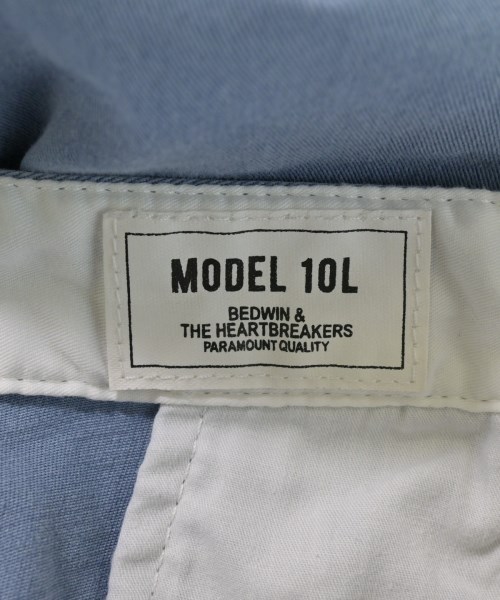 MODEL 10L
BEDWIN &
THE HEARTBREAKERS
PARAMOUNT QUALITY